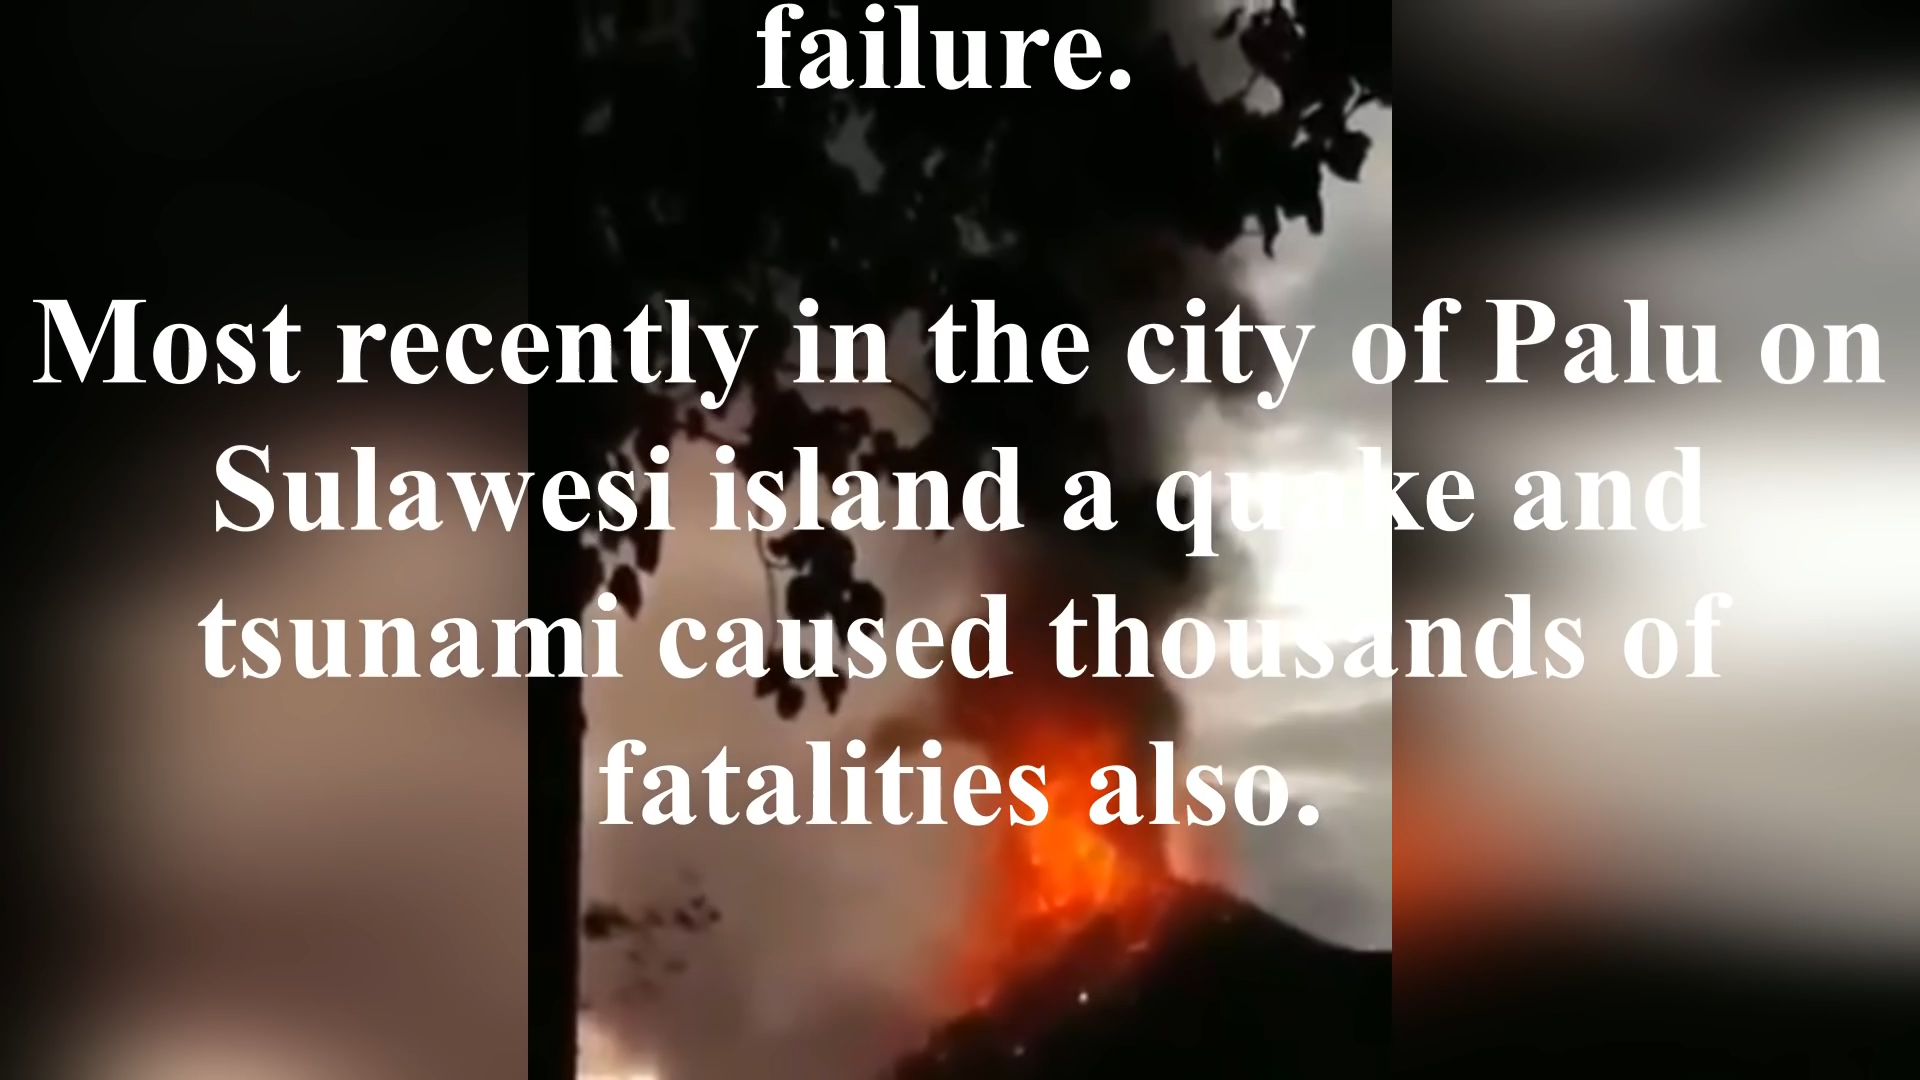 failure.
Most recently in the city of Palu on
Sulawesi island a quake and
tsunami caused thousands of
fatalities also.